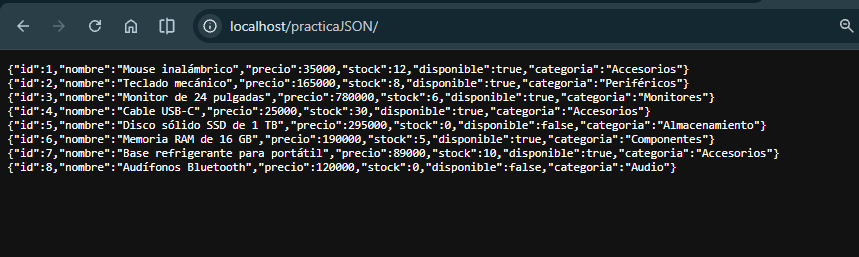 localhost/practicaJSON/
{"id":1,"nombre":"Mouse inalámbrico","precio":35000,"stock":12,"disponible":true,"categoria":"Accesorios"}
{"id":2,"nombre":"Teclado mecánico","precio":165000,"stock":8,"disponible":true,"categoria":"Periféricos"}
{"id":3,"nombre":"Monitor de 24 pulgadas","precio":780000,"stock":6,"disponible":true,"categoria":"Monitores"}
{"id":4,"nombre":"Cable USB-C","precio":25000,"stock":30,"disponible":true,"categoria":"Accesorios"}
{"id":5,"nombre":"Disco sólido SSD de 1 TB","precio":295000,"stock":0,"disponible":false,"categoria":"Almacenamiento"}
{"id":6,"nombre":"Memoria RAM de 16 GB","precio":190000,"stock":5,"disponible":true,"categoria":"Componentes"}
{"id":7,"nombre":"Base refrigerante para portátil","precio":89000,"stock":10,"disponible":true,"categoria":"Accesorios"}
{"id":8,"nombre":"Audífonos Bluetooth","precio":120000,"stock":0,"disponible":false,"categoria":"Audio"}